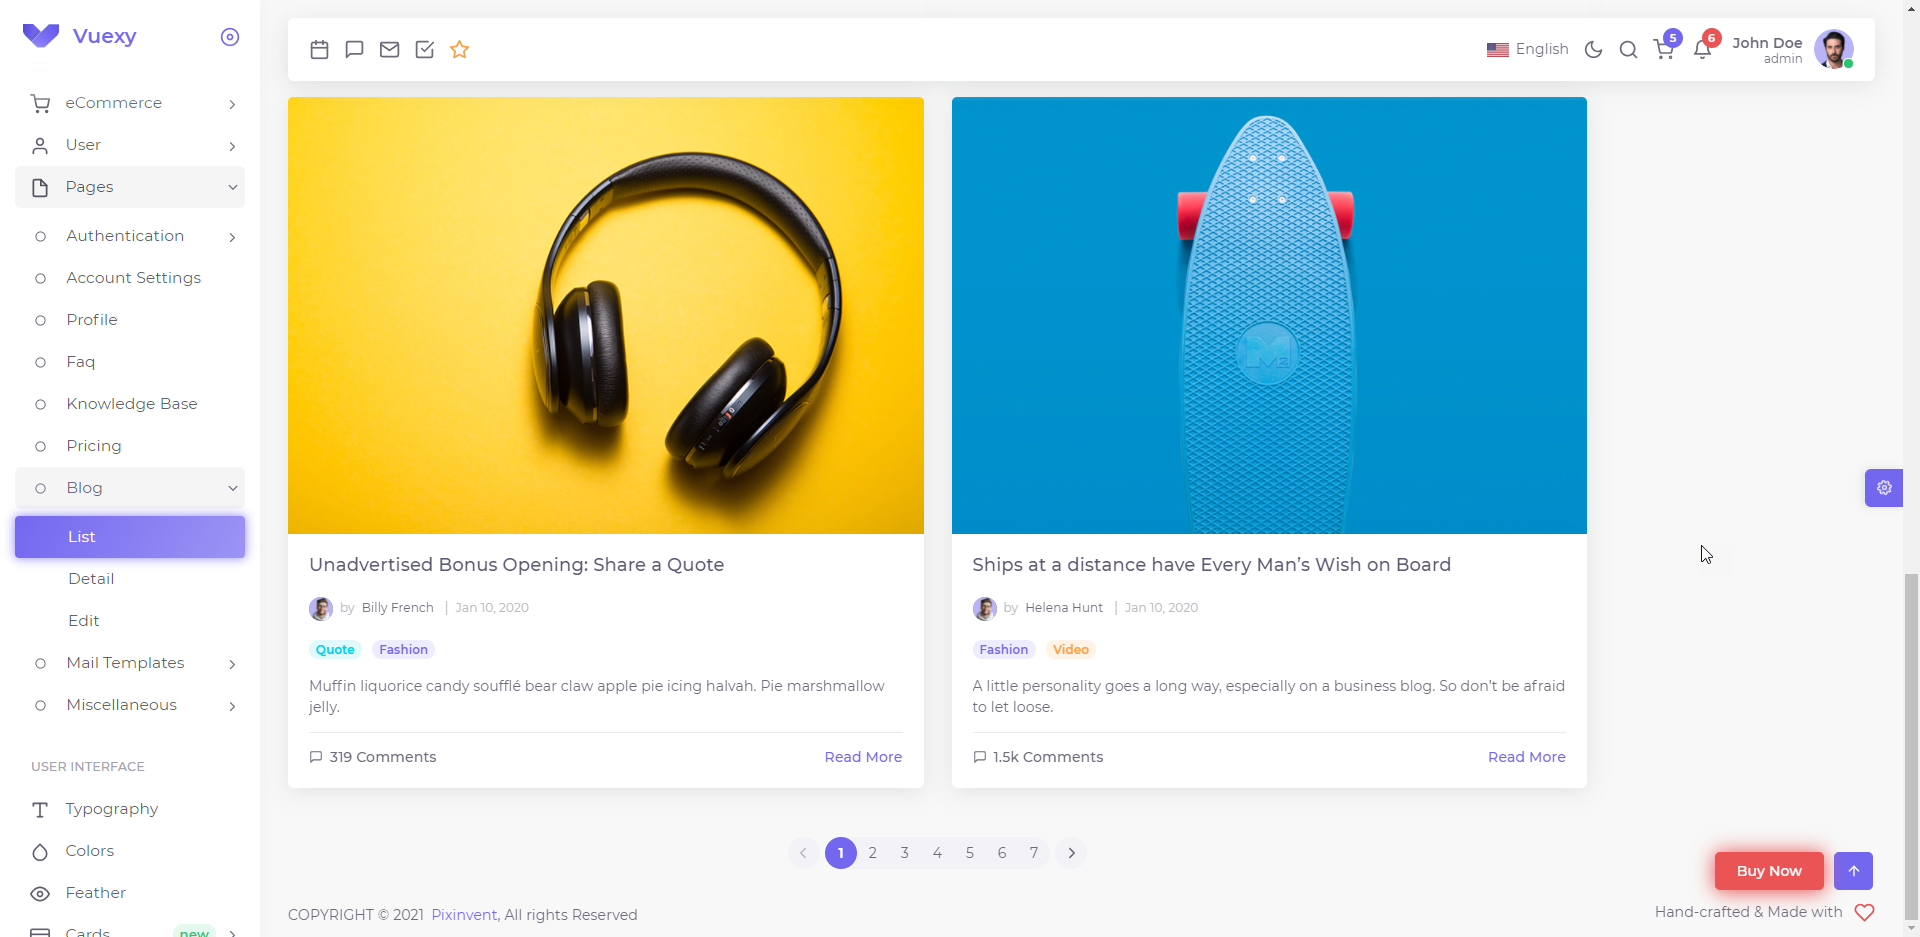 Vuexy
eCommerce
User
Pages
Authentication
Account Settings
Profile
Faq
Knowledge Base
Pricing
Blog
List
Detail
Edit
Mail Templates
Miscellaneous
USER INTERFACE
Typography
Colors
Feather
Cards new
English
5
6
John Doe
admin
Unadvertised Bonus Opening: Share a Quote
by Billy French | Jan 10, 2020
Quote Fashion
Muffin liquorice candy soufflé bear claw apple pie icing halvah. Pie marshmallow
jelly.
319 Comments Read More
Ships at a distance have Every Man’s Wish on Board
by Helena Hunt | Jan 10, 2020
Fashion Video
A little personality goes a long way, especially on a business blog. So don’t be afraid
to let loose.
1.5k Comments Read More
1 2 3 4 5 6 7
Buy Now
COPYRIGHT © 2021 Pixinvent, All rights Reserved
Hand-crafted & Made with